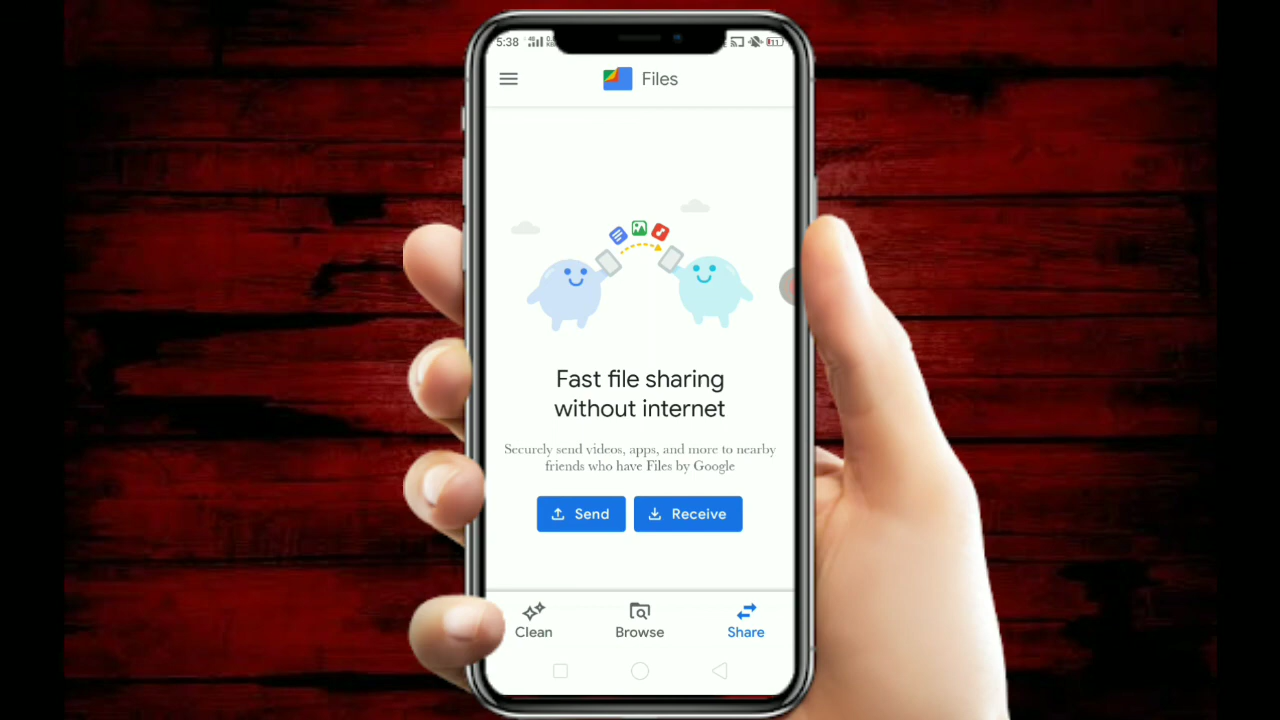 5:38
11
Files
Fast file sharing
without internet
Securely send videos, apps, and more to nearby
friends who have Files by Google
Send
Receive
Clean
Browse
Share